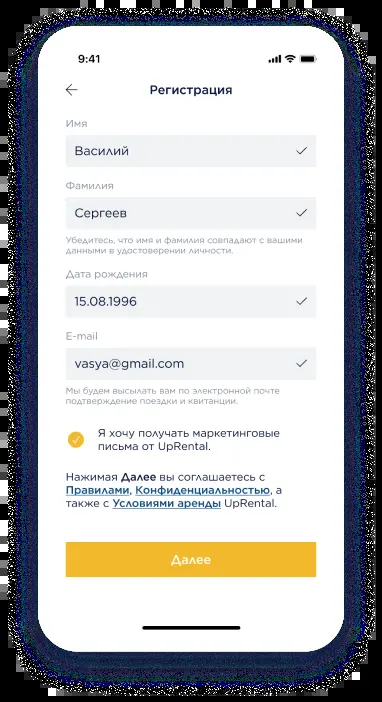 9:41
Регистрация
Имя
Василий
Фамилия
Сергеев
Убедитесь, что имя и фамилия совпадают с вашими
данными в удостоверении личности.
Дата рождения
15.08.1996
E-mail
vasya@gmail.com
Мы будем высылать вам по электронной почте
подтверждение поездки и квитанции.
Я хочу получать маркетинговые
письма от UpRental.
Нажимая Далее вы соглашаетесь с
Правилами, Конфиденциальностью, а
также с Условиями аренды UpRental.
Далее